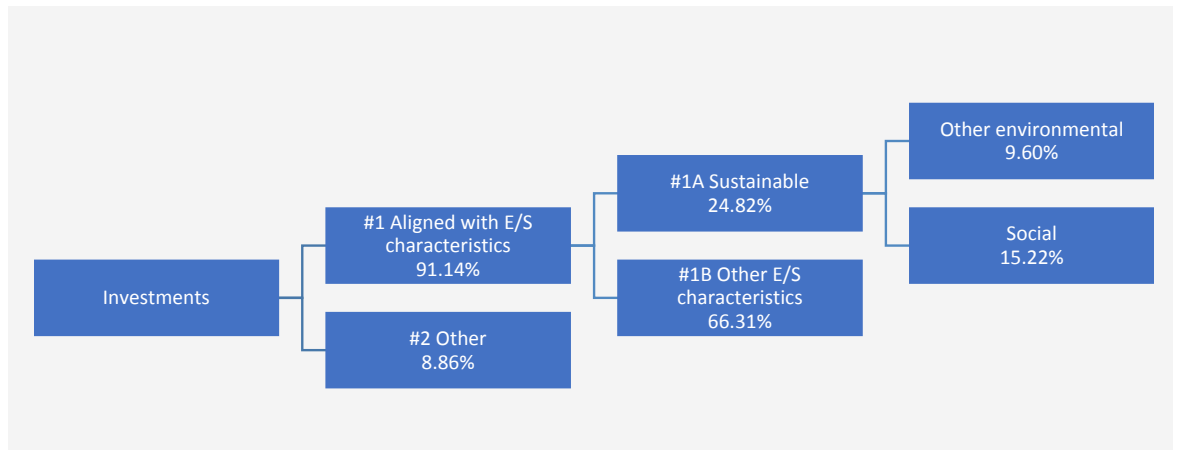 Investments
#1 Aligned with E/S
characteristics
91.14%
#2 Other
8.86%
#1A Sustainable
24.82%
#1B Other E/S
characteristics
66.31%
Other environmental
9.60%
Social
15.22%